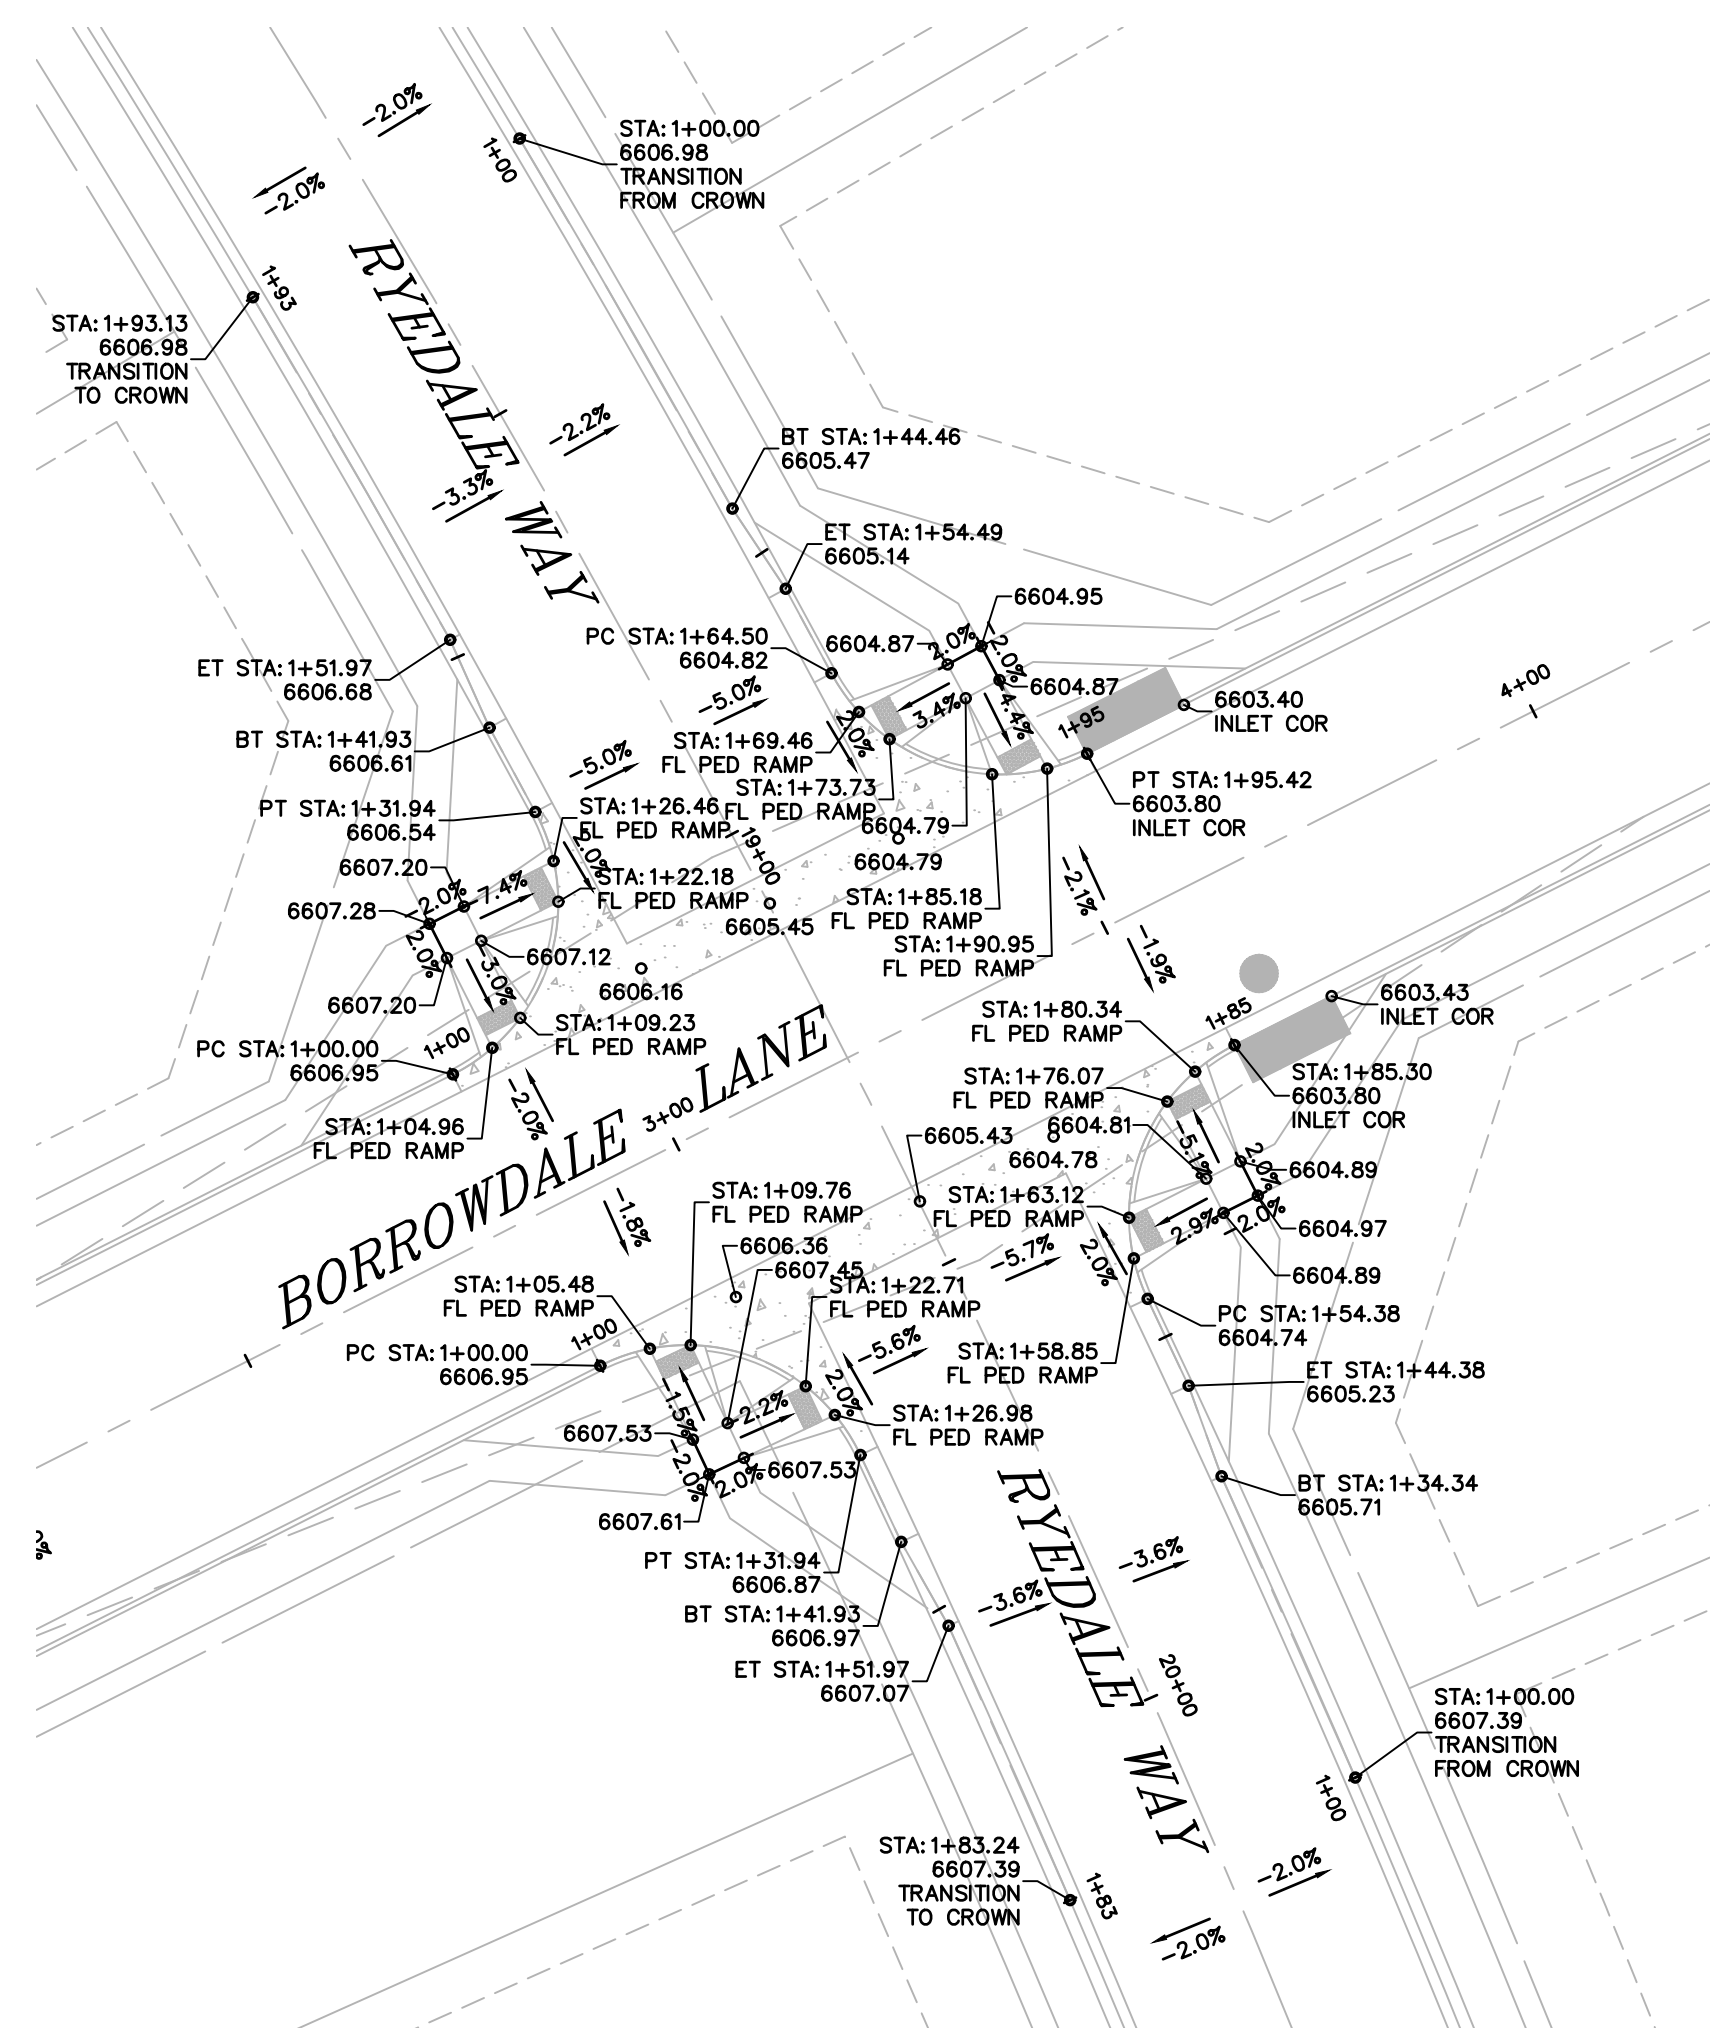 -2.0%
-2.0%
1+00
STA:1+00.00
6606.98
TRANSITION
FROM CROWN
RYEDALE WAY
1+93
STA:1+93.13
6606.98
TRANSITION
TO CROWN
-2.2%
-3.3%
BT STA:1+44.46
6605.47
ET STA:1+54.49
6605.14
PC STA:1+64.50
6604.82
6604.87
2.0%
6604.95
-2.0%
6604.87
ET STA:1+51.97
6606.68
-5.0%
BT STA:1+41.93
6606.61
-5.0%
STA:1+69.46
FL PED RAMP
2.0%
3.4%
-4.4%
1+95
6603.40
INLET COR
4+00
STA:1+73.73
FL PED RAMP
PT STA:1+95.42
6603.80
INLET COR
PT STA:1+31.94
6606.54
STA:1+26.46
FL PED RAMP
2.0%
6604.79
6604.79
19+00
6607.20
-2.0%
-7.4%
STA:1+22.18
FL PED RAMP
6607.28
2.0%
6605.45
STA:1+85.18
FL PED RAMP
-2.1%
-1.9%
STA:1+90.95
FL PED RAMP
6607.12
-3.0%
6607.20
6606.16
STA:1+09.23
FL PED RAMP
1+00
PC STA:1+00.00
6606.95
STA:1+04.96
FL PED RAMP
-2.0%
BORROWDALE LANE
3+00
STA:1+80.34
FL PED RAMP
1+85
6603.43
INLET COR
STA:1+76.07
FL PED RAMP
STA:1+85.30
6603.80
INLET COR
6605.43
6604.81
6604.78
-5.1%
2.0%
6604.89
-1.8%
STA:1+09.76
FL PED RAMP
STA:1+63.12
FL PED RAMP
2.9%
-2.0%
6604.97
6606.36
6607.45
-5.7%
2.0%
6604.89
STA:1+05.48
FL PED RAMP
STA:1+22.71
FL PED RAMP
PC STA:1+54.38
6604.74
1+00
PC STA:1+00.00
6606.95
-5.6%
STA:1+58.85
FL PED RAMP
ET STA:1+44.38
6605.23
-1.5%
-2.2%
2.0%
STA:1+26.98
FL PED RAMP
6607.53
-2.0%
2.0%
6607.53
6607.61
BT STA:1+34.34
6605.71
PT STA:1+31.94
6606.87
RYEDALE WAY
-3.6%
-3.6%
BT STA:1+41.93
6606.97
ET STA:1+51.97
6607.07
20+00
STA:1+00.00
6607.39
TRANSITION
FROM CROWN
1+00
STA:1+83.24
6607.39
TRANSITION
TO CROWN
1+83
-2.0%
-2.0%